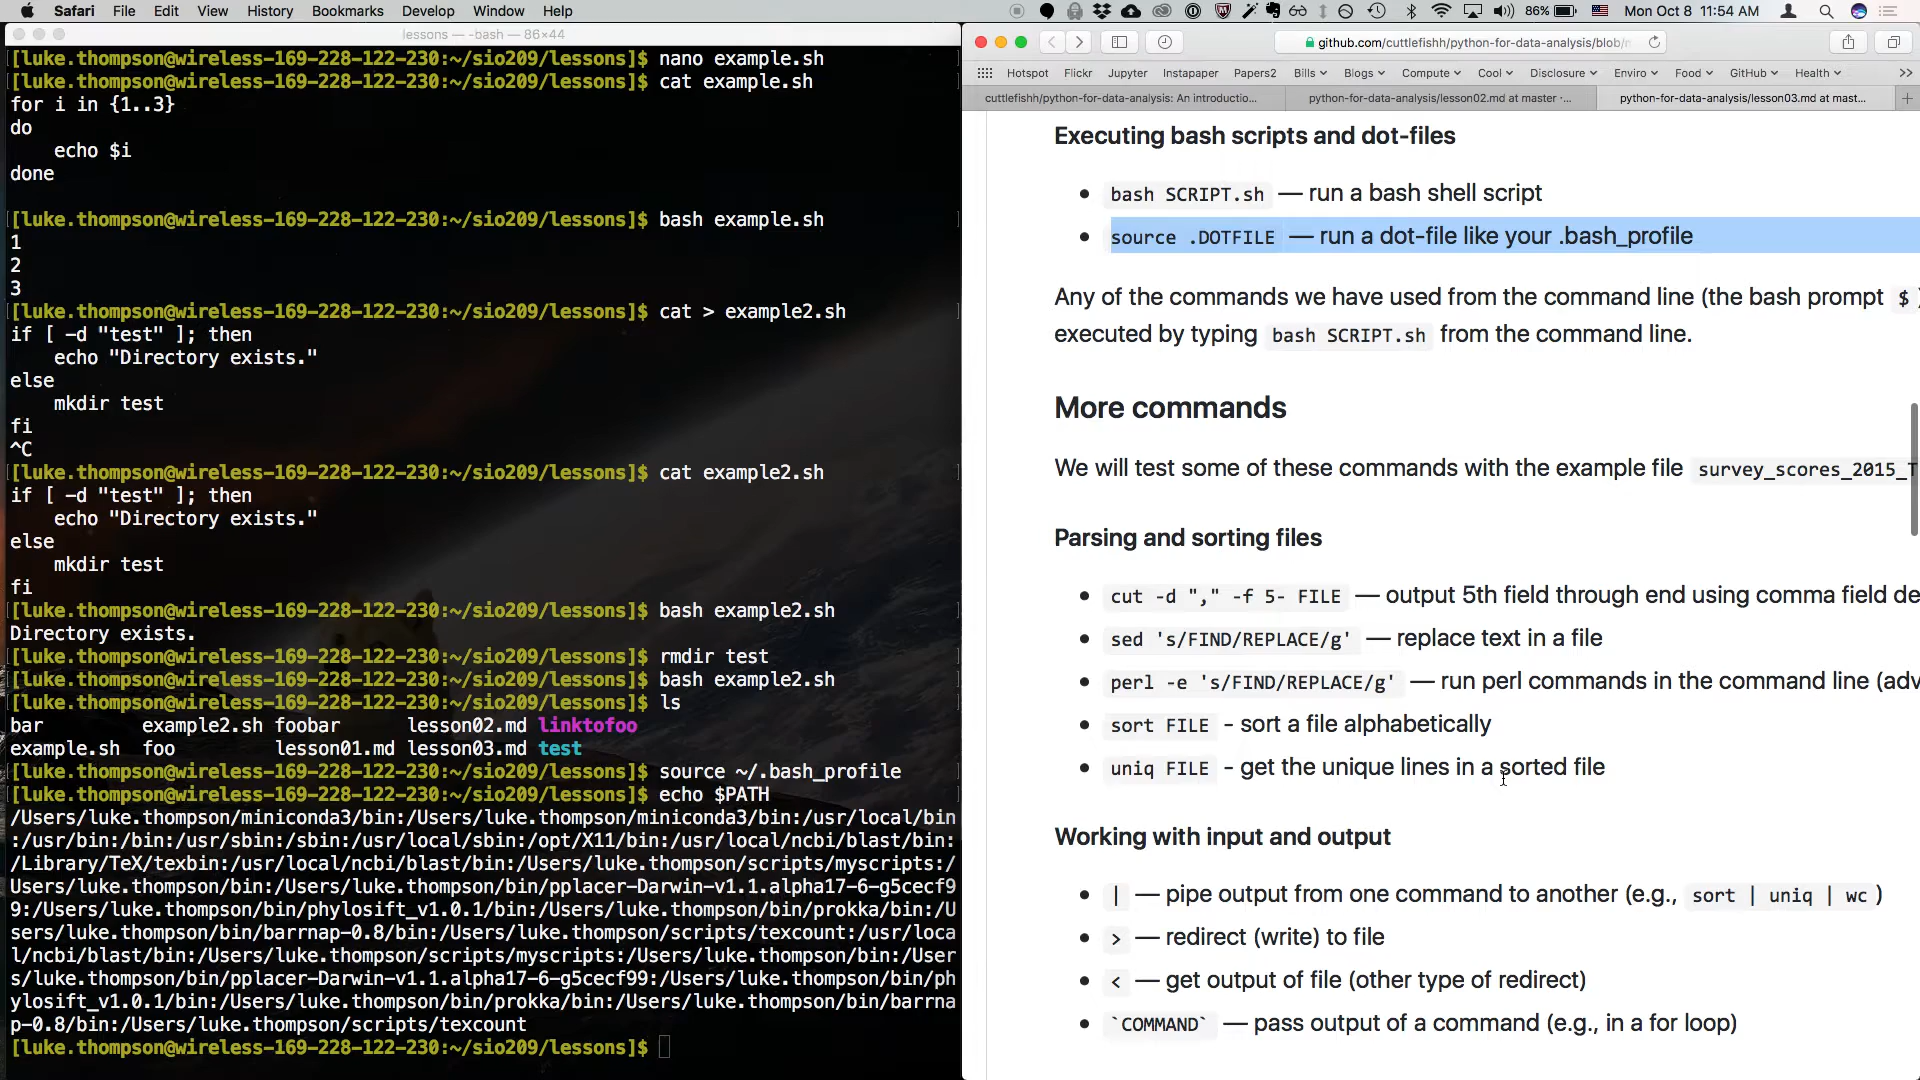 Safari File Edit View History Bookmarks Develop Window Help 86% Mon Oct 8 11:54 AM
lessons — -bash — 86×44
[luke.thompson@wireless-169-228-122-230:~/sio209/lessons]$ nano example.sh
[luke.thompson@wireless-169-228-122-230:~/sio209/lessons]$ cat example.sh
for i in {1..3}
do
    echo $i
done
[luke.thompson@wireless-169-228-122-230:~/sio209/lessons]$ bash example.sh
1
2
3
[luke.thompson@wireless-169-228-122-230:~/sio209/lessons]$ cat > example2.sh
if [ -d "test" ]; then
    echo "Directory exists."
else
    mkdir test
fi
^C
[luke.thompson@wireless-169-228-122-230:~/sio209/lessons]$ cat example2.sh
if [ -d "test" ]; then
    echo "Directory exists."
else
    mkdir test
fi
[luke.thompson@wireless-169-228-122-230:~/sio209/lessons]$ bash example2.sh
Directory exists.
[luke.thompson@wireless-169-228-122-230:~/sio209/lessons]$ rmdir test
[luke.thompson@wireless-169-228-122-230:~/sio209/lessons]$ bash example2.sh
[luke.thompson@wireless-169-228-122-230:~/sio209/lessons]$ ls
bar example2.sh foobar lesson02.md linktofoo
example.sh foo lesson01.md lesson03.md test
[luke.thompson@wireless-169-228-122-230:~/sio209/lessons]$ source ~/.bash_profile
[luke.thompson@wireless-169-228-122-230:~/sio209/lessons]$ echo $PATH
/Users/luke.thompson/miniconda3/bin:/Users/luke.thompson/miniconda3/bin:/usr/local/bin
:/usr/bin:/bin:/usr/sbin:/sbin:/usr/local/sbin:/opt/X11/bin:/usr/local/ncbi/blast/bin:
/Library/TeX/texbin:/usr/local/ncbi/blast/bin:/Users/luke.thompson/scripts/myscripts:/
Users/luke.thompson/bin:/Users/luke.thompson/bin/pplacer-Darwin-v1.1.alpha17-6-g5cecf9
9:/Users/luke.thompson/bin/phylosift_v1.0.1/bin:/Users/luke.thompson/bin/prokka/bin:/U
sers/luke.thompson/bin/barrnap-0.8/bin:/Users/luke.thompson/scripts/texcount:/usr/loca
l/ncbi/blast/bin:/Users/luke.thompson/scripts/myscripts:/Users/luke.thompson/bin:/User
s/luke.thompson/bin/pplacer-Darwin-v1.1.alpha17-6-g5cecf99:/Users/luke.thompson/bin/ph
ylosift_v1.0.1/bin:/Users/luke.thompson/bin/prokka/bin:/Users/luke.thompson/bin/barrna
p-0.8/bin:/Users/luke.thompson/scripts/texcount
[luke.thompson@wireless-169-228-122-230:~/sio209/lessons]$
github.com/cuttlefishh/python-for-data-analysis/blob/
Hotspot Flickr Jupyter Instapaper Papers2 Bills Blogs Compute Cool Disclosure Enviro Food GitHub Health >>
cuttlefishh/python-for-data-analysis: An introductio... python-for-data-analysis/lesson02.md at master ·... python-for-data-analysis/lesson03.md at mast...
Executing bash scripts and dot-files
• bash SCRIPT.sh — run a bash shell script
• source .DOTFILE — run a dot-file like your .bash_profile
Any of the commands we have used from the command line (the bash prompt $ )
executed by typing bash SCRIPT.sh from the command line.
More commands
We will test some of these commands with the example file survey_scores_2015_T
Parsing and sorting files
• cut -d "," -f 5- FILE — output 5th field through end using comma field de
• sed 's/FIND/REPLACE/g' — replace text in a file
• perl -e 's/FIND/REPLACE/g' — run perl commands in the command line (adv
• sort FILE - sort a file alphabetically
• uniq FILE - get the unique lines in a sorted file
Working with input and output
• | — pipe output from one command to another (e.g., sort | uniq | wc )
• > — redirect (write) to file
• < — get output of file (other type of redirect)
• `COMMAND` — pass output of a command (e.g., in a for loop)